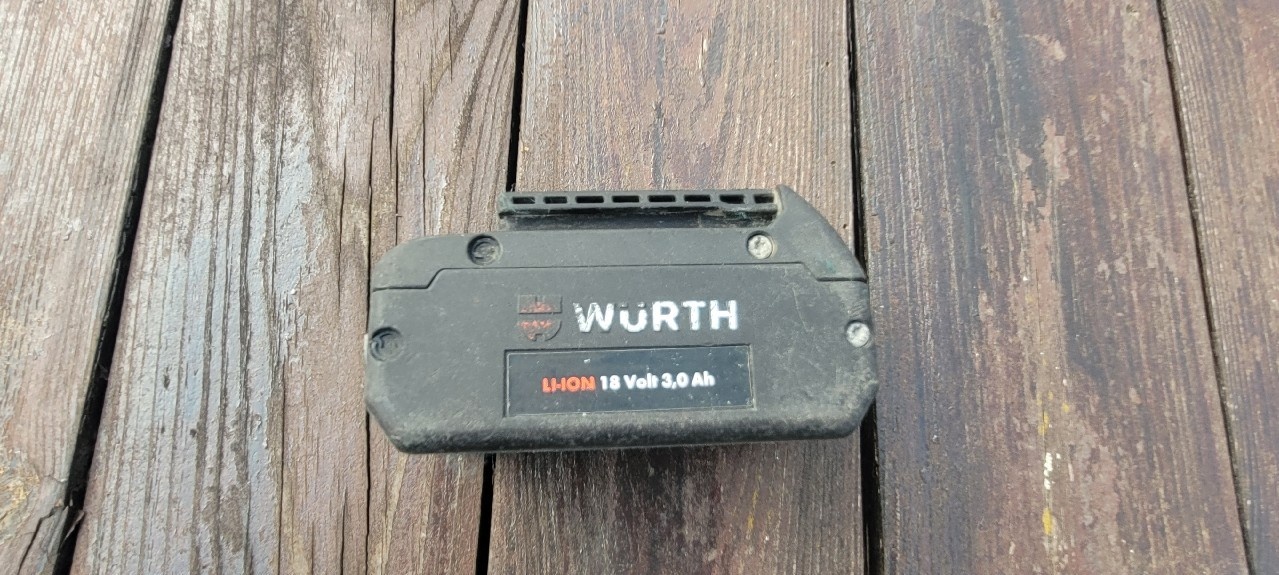 WÜRTH
LI-ION 18 Volt 3,0 Ah